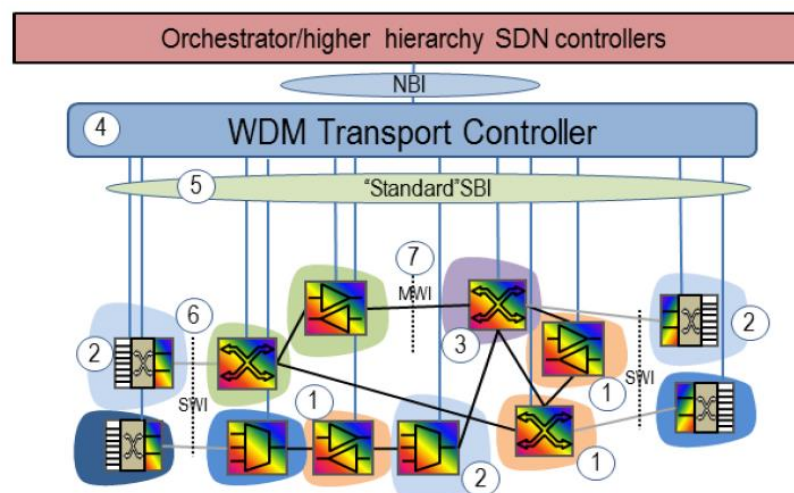 Orchestrator/higher hierarchy SDN controllers
NBI
4
WDM Transport Controller
5
"Standard"SBI
7
MWI
6
2
SWI
3
2
1
SWI
1
1
2